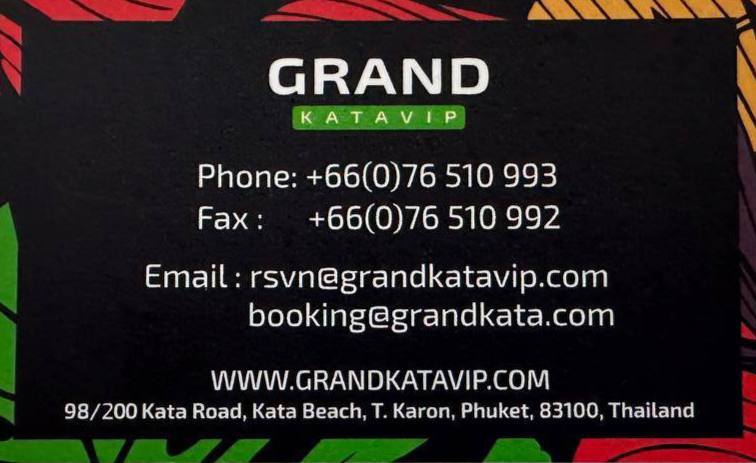 GRAND
KATAVIP
Phone: +66(0)76 510 993
Fax : +66(0)76 510 992
Email : rsvn@grandkatavip.com
booking@grandkata.com
WWW.GRANDKATAVIP.COM
98/200 Kata Road, Kata Beach, T. Karon, Phuket, 83100, Thailand